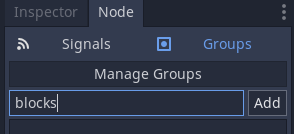 Inspector Node
Signals Groups
Manage Groups
blocks Add